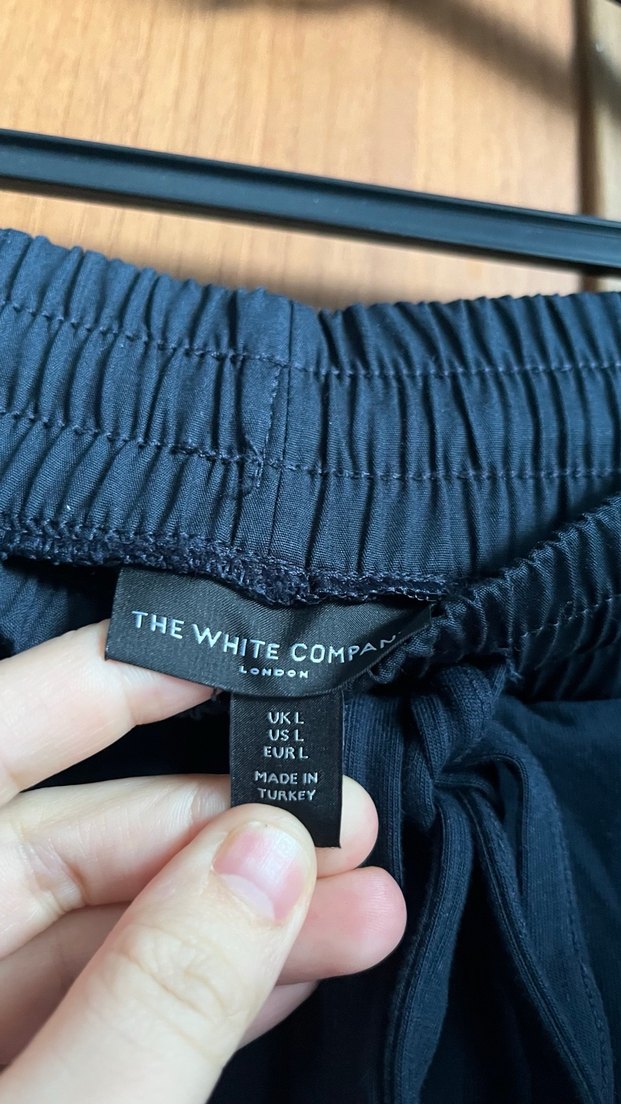 THE WHITE COMPAN
LONDON
UK L
US L
EUR L
MADE IN
TURKEY